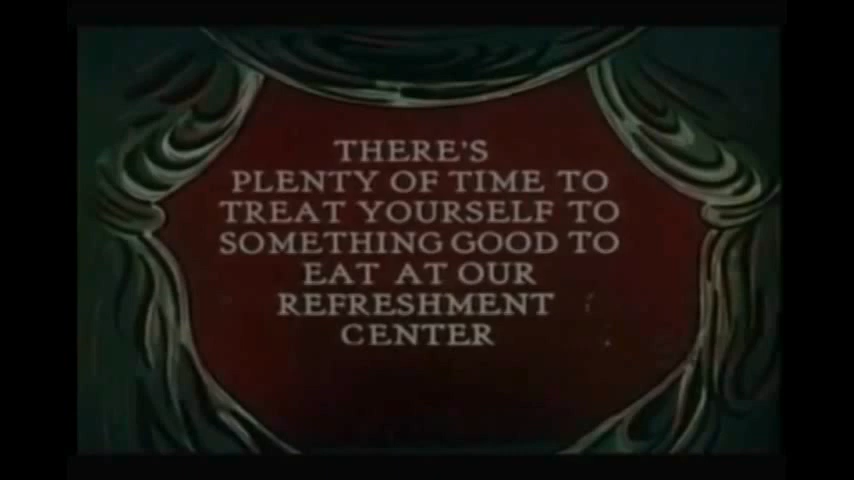 THERE'S
PLENTY OF TIME TO
TREAT YOURSELF TO
SOMETHING GOOD TO
EAT AT OUR
REFRESHMENT
CENTER